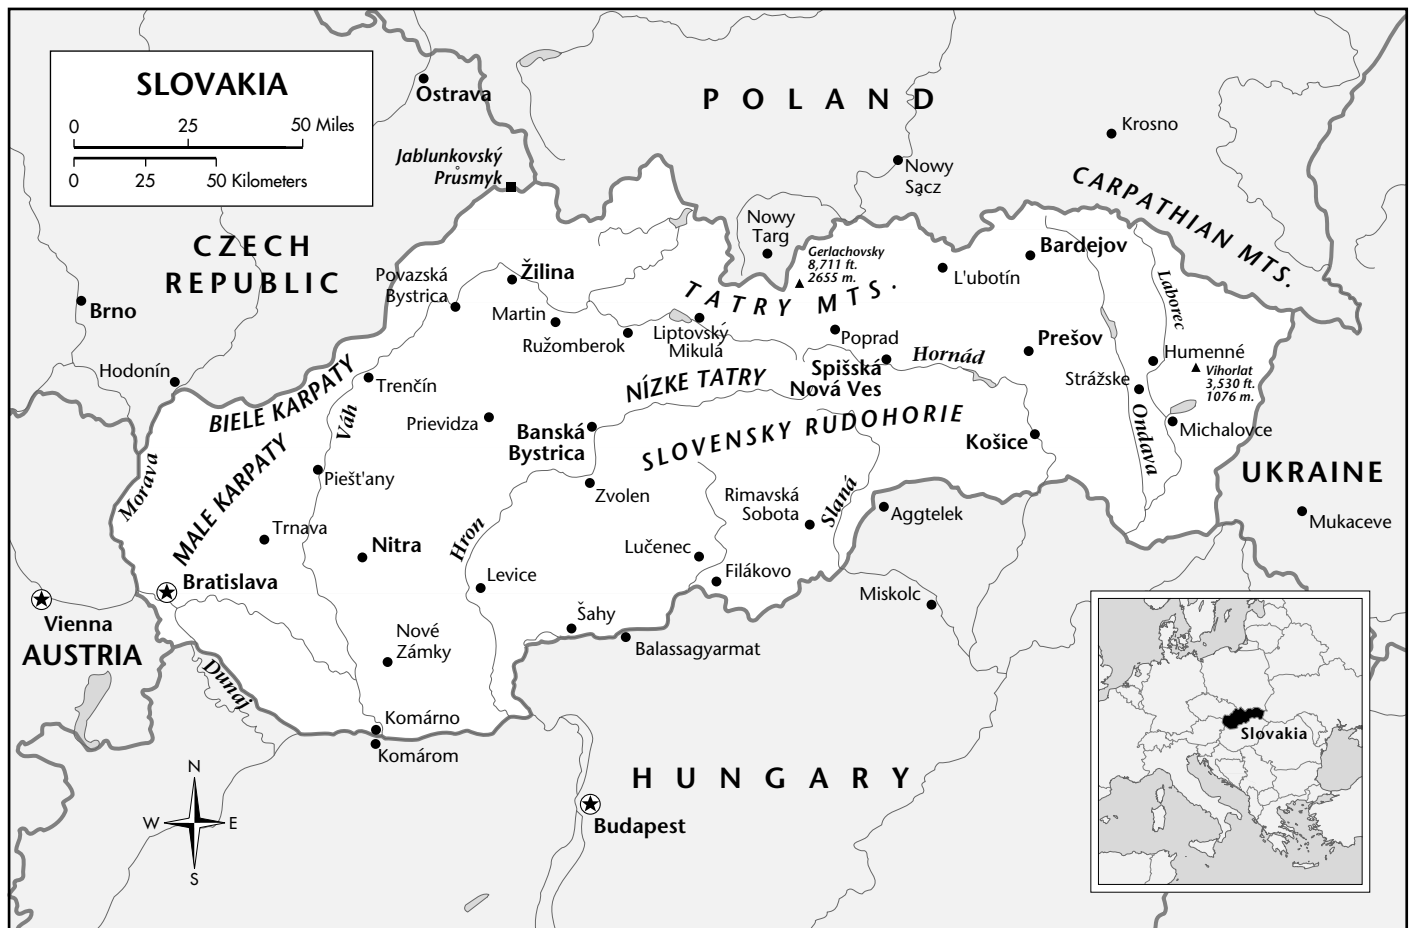 SLOVAKIA
0 25 50 Miles
0 25 50 Kilometers
Ostrava
POLAND
Krosno
Jablunkovský
Průsmyk
Nowy
Sącz
CARPATHIAN MTS.
CZECH
REPUBLIC
Nowy
Targ
Gerlachovsky
8,711 ft.
2655 m.
Bardejov
L'ubotín
Laborec
Povazská
Bystrica
Žilina
TATRY MTS.
Brno
Martin
Ružomberok
Liptovský
Mikulá
Poprad
Prešov
Hornád
Spišská
Nová Ves
Humenné
Vihorlat
3,530 ft.
1076 m.
Strážske
Hodonín
BIELE KARPATY
Trenčín
Váh
NÍZKE TATRY
Prievidza
Banská
Bystrica
SLOVENSKY RUDOHORIE
Košice
Ondava
Michalovce
UKRAINE
Morava
MALE KARPATY
Piešt'any
Zvolen
Rimavská
Sobota
Slaná
Aggtelek
Mukaceve
Trnava
Nitra
Hron
Lučenec
Filákovo
Bratislava
Levice
Miskolc
Vienna
AUSTRIA
Šahy
Balassagyarmat
Nové
Zámky
Dunaj
Komárno
Komárom
Slovakia
HUNGARY
Budapest
N
W E
S